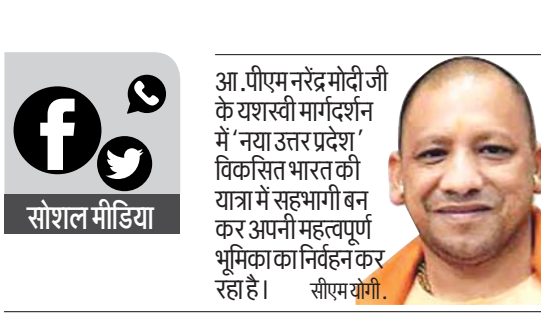 सोशल मीडिया
आ.पीएम नरेंद्र मोदी जी
के यशस्वी मार्गदर्शन
में ‘नया उत्तर प्रदेश’
विकसित भारत की
यात्रा में सहभागी बन
कर अपनी महत्वपूर्ण
भूमिका का निर्वहन कर
रहा है। सीएम योगी.